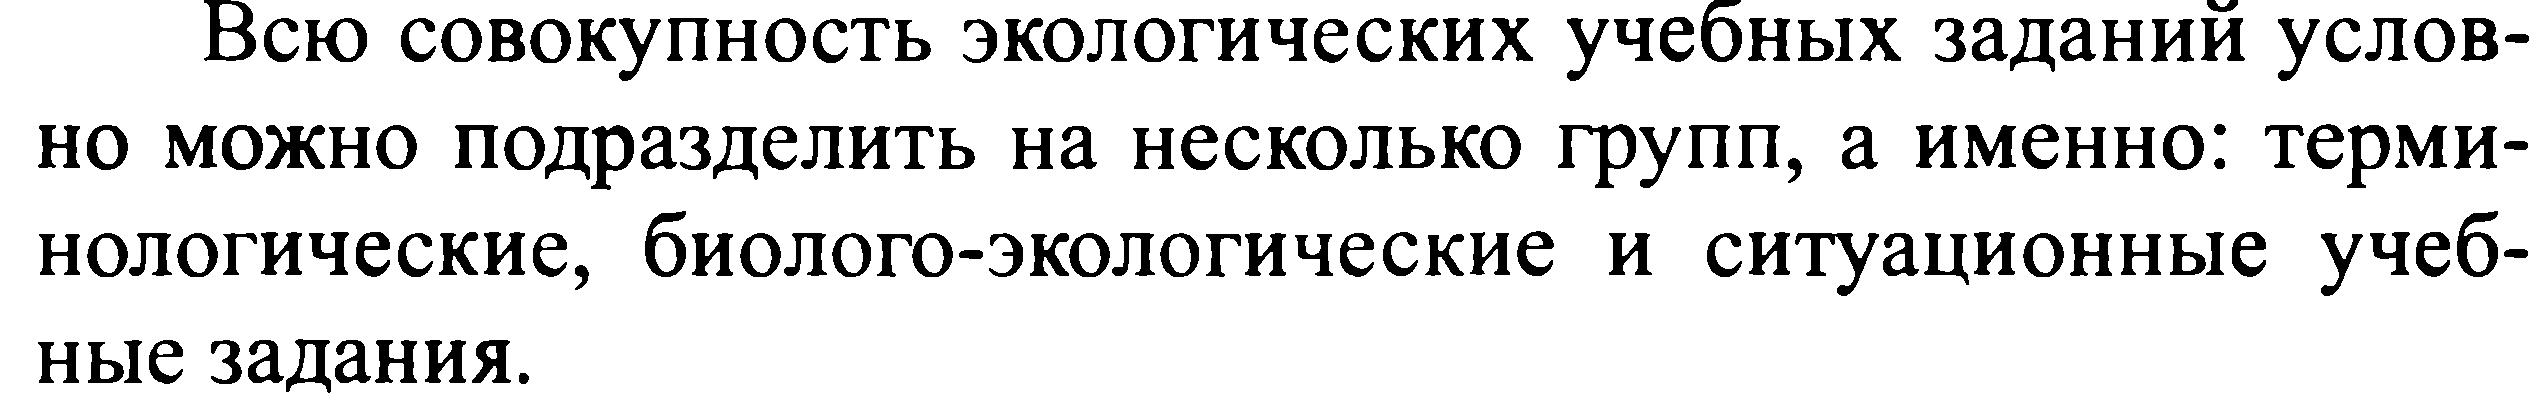 Всю совокупность экологических учебных заданий услов-
но можно подразделить на несколько групп, а именно: терми-
нологические, биолого-экологические и ситуационные учеб-
ные задания.